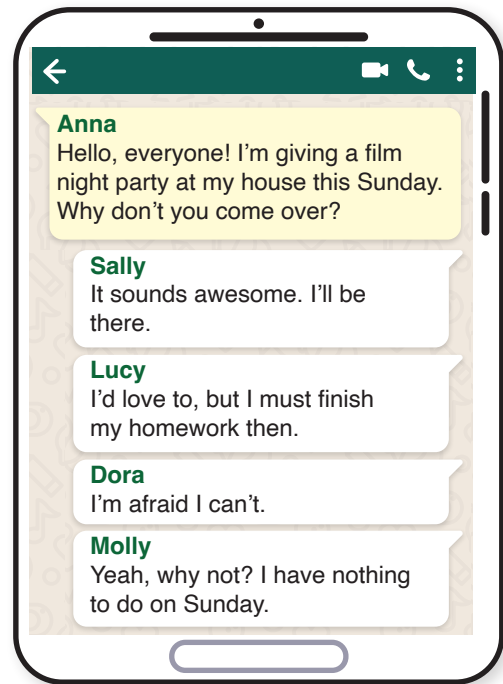 Anna
Hello, everyone! I’m giving a film
night party at my house this Sunday.
Why don’t you come over?
Sally
It sounds awesome. I’ll be
there.
Lucy
I’d love to, but I must finish
my homework then.
Dora
I’m afraid I can’t.
Molly
Yeah, why not? I have nothing
to do on Sunday.